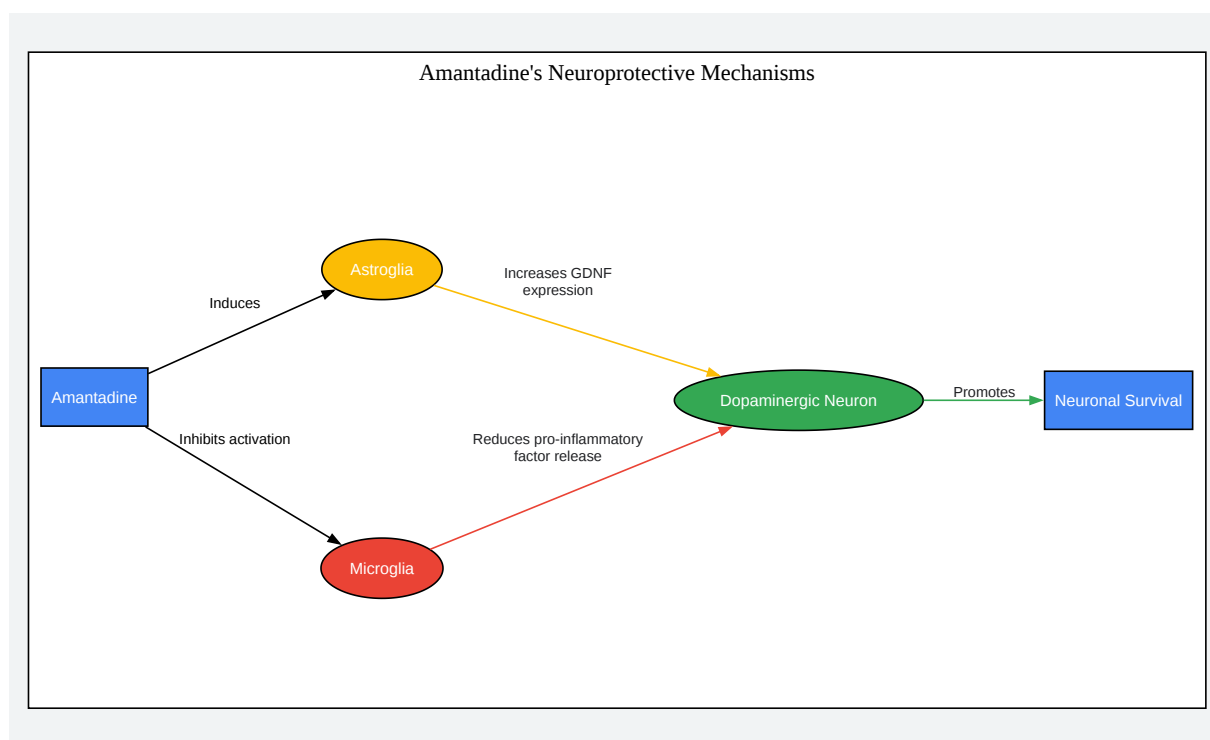 Amantadine's Neuroprotective Mechanisms
Astroglia
Increases GDNF
expression
Induces
Amantadine
Dopaminergic Neuron
Promotes
Neuronal Survival
Inhibits activation
Reduces pro-inflammatory
factor release
Microglia